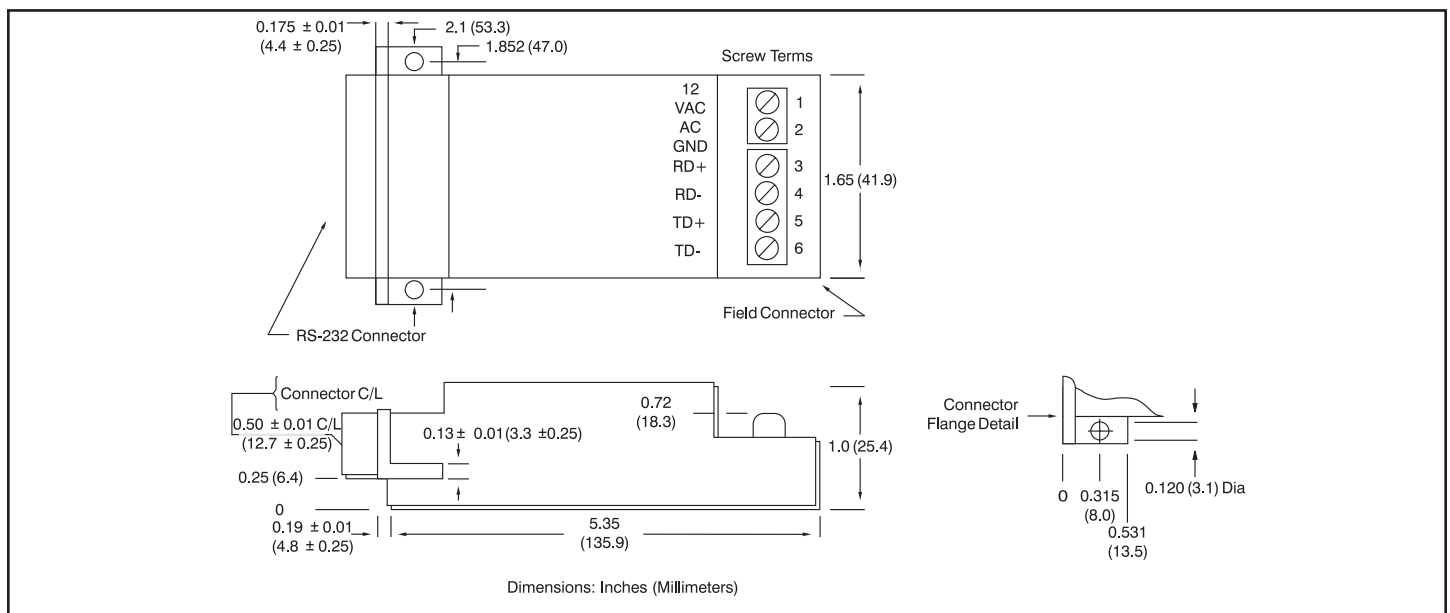 0.175 ± 0.01
(4.4 ± 0.25)
2.1 (53.3)
1.852 (47.0)
Screw Terms
12
VAC
AC
GND
RD+
RD-
TD+
TD-
1
2
3
4
5
6
1.65 (41.9)
Field Connector
RS-232 Connector
Connector C/L
0.50 ± 0.01 C/L
(12.7 ± 0.25)
0.13 ± 0.01 (3.3 ±0.25)
0.25 (6.4)
0
0.19 ± 0.01
(4.8 ± 0.25)
0.72
(18.3)
1.0 (25.4)
5.35
(135.9)
Connector
Flange Detail
0
0.315
(8.0)
0.531
(13.5)
0.120 (3.1) Dia
Dimensions: Inches (Millimeters)